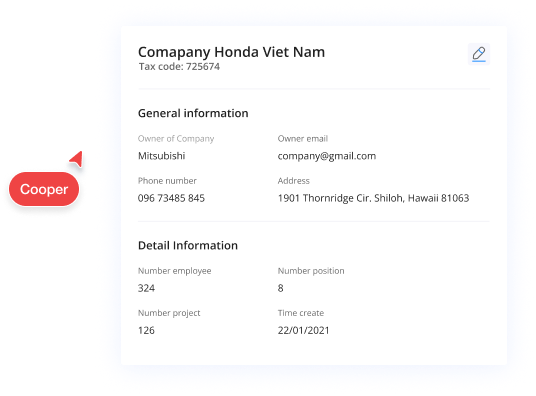 Comapany Honda Viet Nam
Tax code: 725674
General information
Owner of Company
Owner email
Mitsubishi
company@gmail.com
Phone number
Address
096 73485 845
1901 Thornridge Cir. Shiloh, Hawaii 81063
Cooper
Detail Information
Number employee
Number position
324
8
Number project
Time create
126
22/01/2021